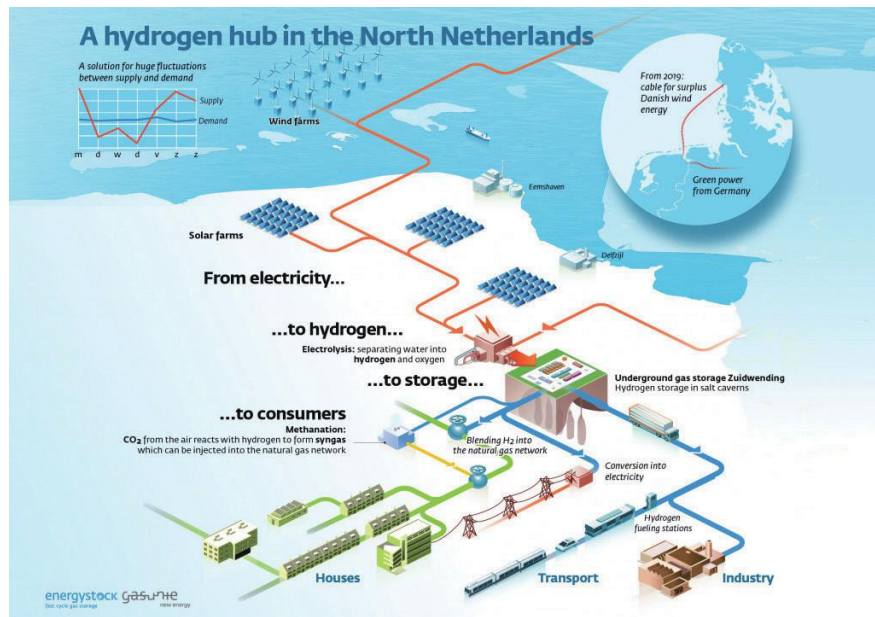 A hydrogen hub in the North Netherlands
A solution for huge fluctuations
between supply and demand
Supply
Demand
m d w d v z z
Wind farms
From 2019:
cable for surplus
Danish wind
energy
Green power
from Germany
Eemshaven
Solar farms
Delfzijl
From electricity...
...to hydrogen...
Electrolysis: separating water into
hydrogen and oxygen
...to storage...
Underground gas storage Zuidwending
Hydrogen storage in salt caverns
...to consumers
Methanation:
CO₂ from the air reacts with hydrogen to form syngas
which can be injected into the natural gas network
Blending H₂ into
the natural gas network
Conversion into
electricity
Hydrogen
fueling stations
Houses
Transport
Industry
energystock
fast cycle gas storage
gasunie
new energy